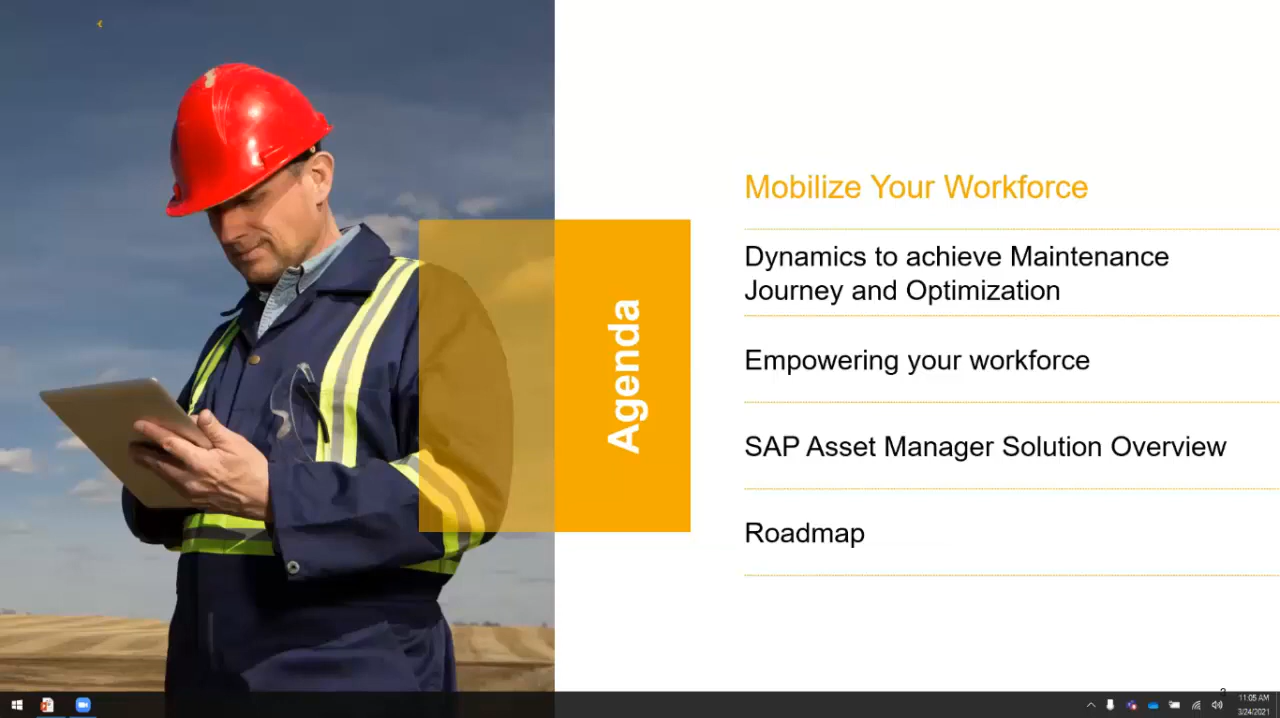 Mobilize Your Workforce
Agenda
Dynamics to achieve Maintenance
Journey and Optimization
Empowering your workforce
SAP Asset Manager Solution Overview
Roadmap
11:05 AM
3/24/2021